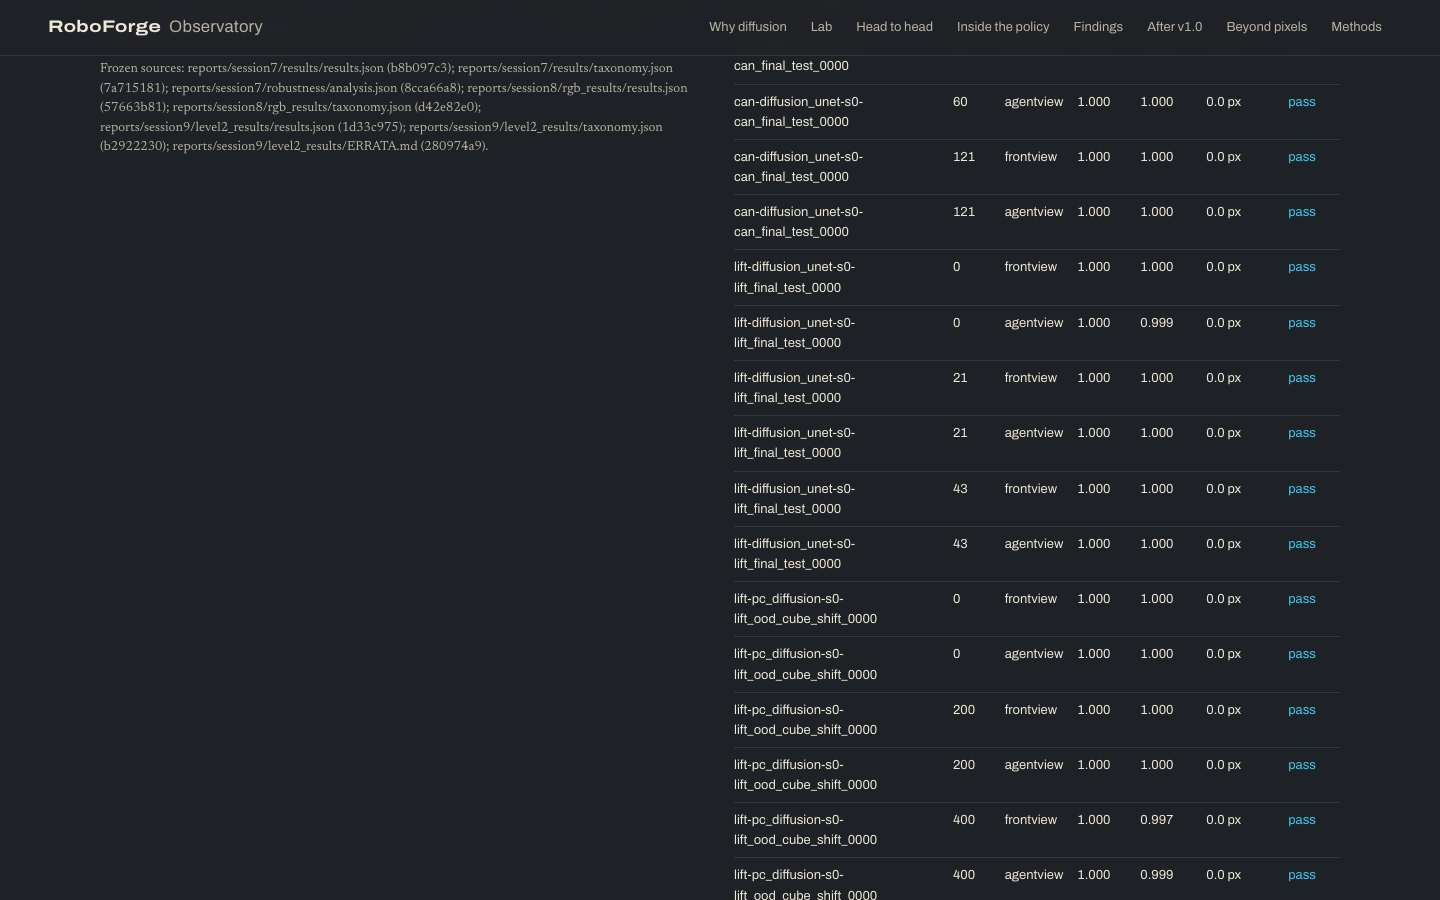 RoboForge Observatory
Why diffusion Lab Head to head Inside the policy Findings After v1.0 Beyond pixels Methods
Frozen sources: reports/session7/results/results.json (b8b097c3); reports/session7/results/taxonomy.json
(7a715181); reports/session7/robustness/analysis.json (8cca66a8); reports/session8/rgb_results/results.json
(57663b81); reports/session8/rgb_results/taxonomy.json (d42e82e0);
reports/session9/level2_results/results.json (1d33c975); reports/session9/level2_results/taxonomy.json
(b2922230); reports/session9/level2_results/ERRATA.md (280974a9).
can_final_test_0000
can-diffusion_unet-s0- 60 agentview 1.000 1.000 0.0 px pass
can_final_test_0000
can-diffusion_unet-s0- 121 frontview 1.000 1.000 0.0 px pass
can_final_test_0000
can-diffusion_unet-s0- 121 agentview 1.000 1.000 0.0 px pass
can_final_test_0000
lift-diffusion_unet-s0- 0 frontview 1.000 1.000 0.0 px pass
lift_final_test_0000
lift-diffusion_unet-s0- 0 agentview 1.000 0.999 0.0 px pass
lift_final_test_0000
lift-diffusion_unet-s0- 21 frontview 1.000 1.000 0.0 px pass
lift_final_test_0000
lift-diffusion_unet-s0- 21 agentview 1.000 1.000 0.0 px pass
lift_final_test_0000
lift-diffusion_unet-s0- 43 frontview 1.000 1.000 0.0 px pass
lift_final_test_0000
lift-diffusion_unet-s0- 43 agentview 1.000 1.000 0.0 px pass
lift_final_test_0000
lift-pc_diffusion-s0- 0 frontview 1.000 1.000 0.0 px pass
lift_ood_cube_shift_0000
lift-pc_diffusion-s0- 0 agentview 1.000 1.000 0.0 px pass
lift_ood_cube_shift_0000
lift-pc_diffusion-s0- 200 frontview 1.000 1.000 0.0 px pass
lift_ood_cube_shift_0000
lift-pc_diffusion-s0- 200 agentview 1.000 1.000 0.0 px pass
lift_ood_cube_shift_0000
lift-pc_diffusion-s0- 400 frontview 1.000 0.997 0.0 px pass
lift_ood_cube_shift_0000
lift-pc_diffusion-s0- 400 agentview 1.000 0.999 0.0 px pass
lift_ood_cube_shift_0000